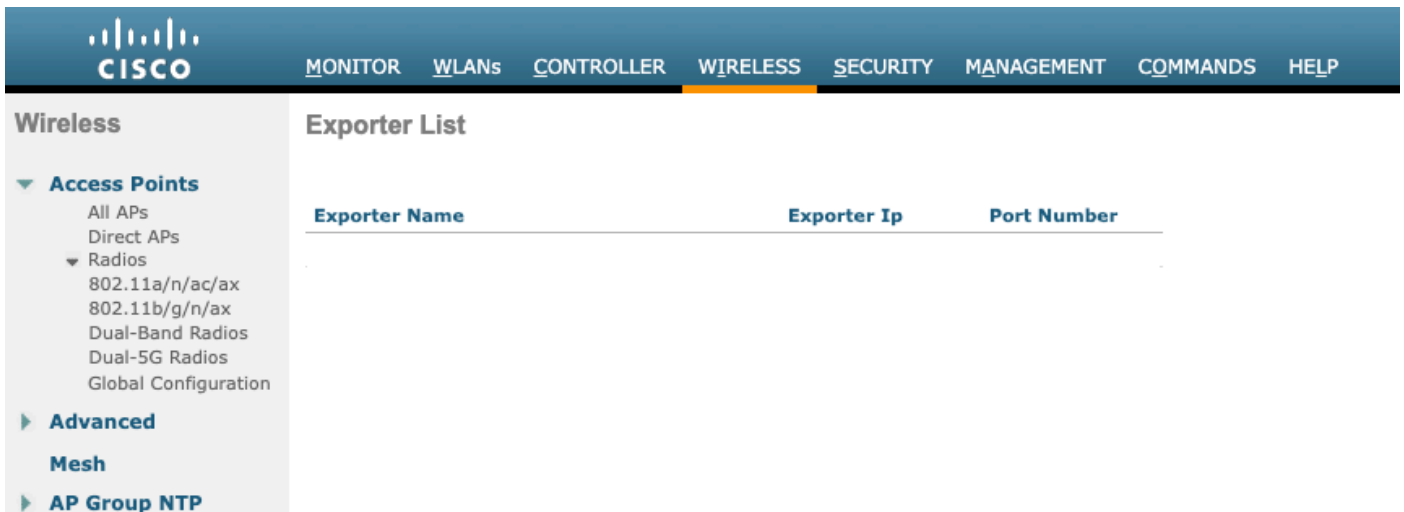 CISCO
MONITOR WLANs CONTROLLER WIRELESS SECURITY MANAGEMENT COMMANDS HELP
Wireless
Access Points
All APs
Direct APs
Radios
802.11a/n/ac/ax
802.11b/g/n/ax
Dual-Band Radios
Dual-5G Radios
Global Configuration
Advanced
Mesh
AP Group NTP
Exporter List
Exporter Name Exporter Ip Port Number